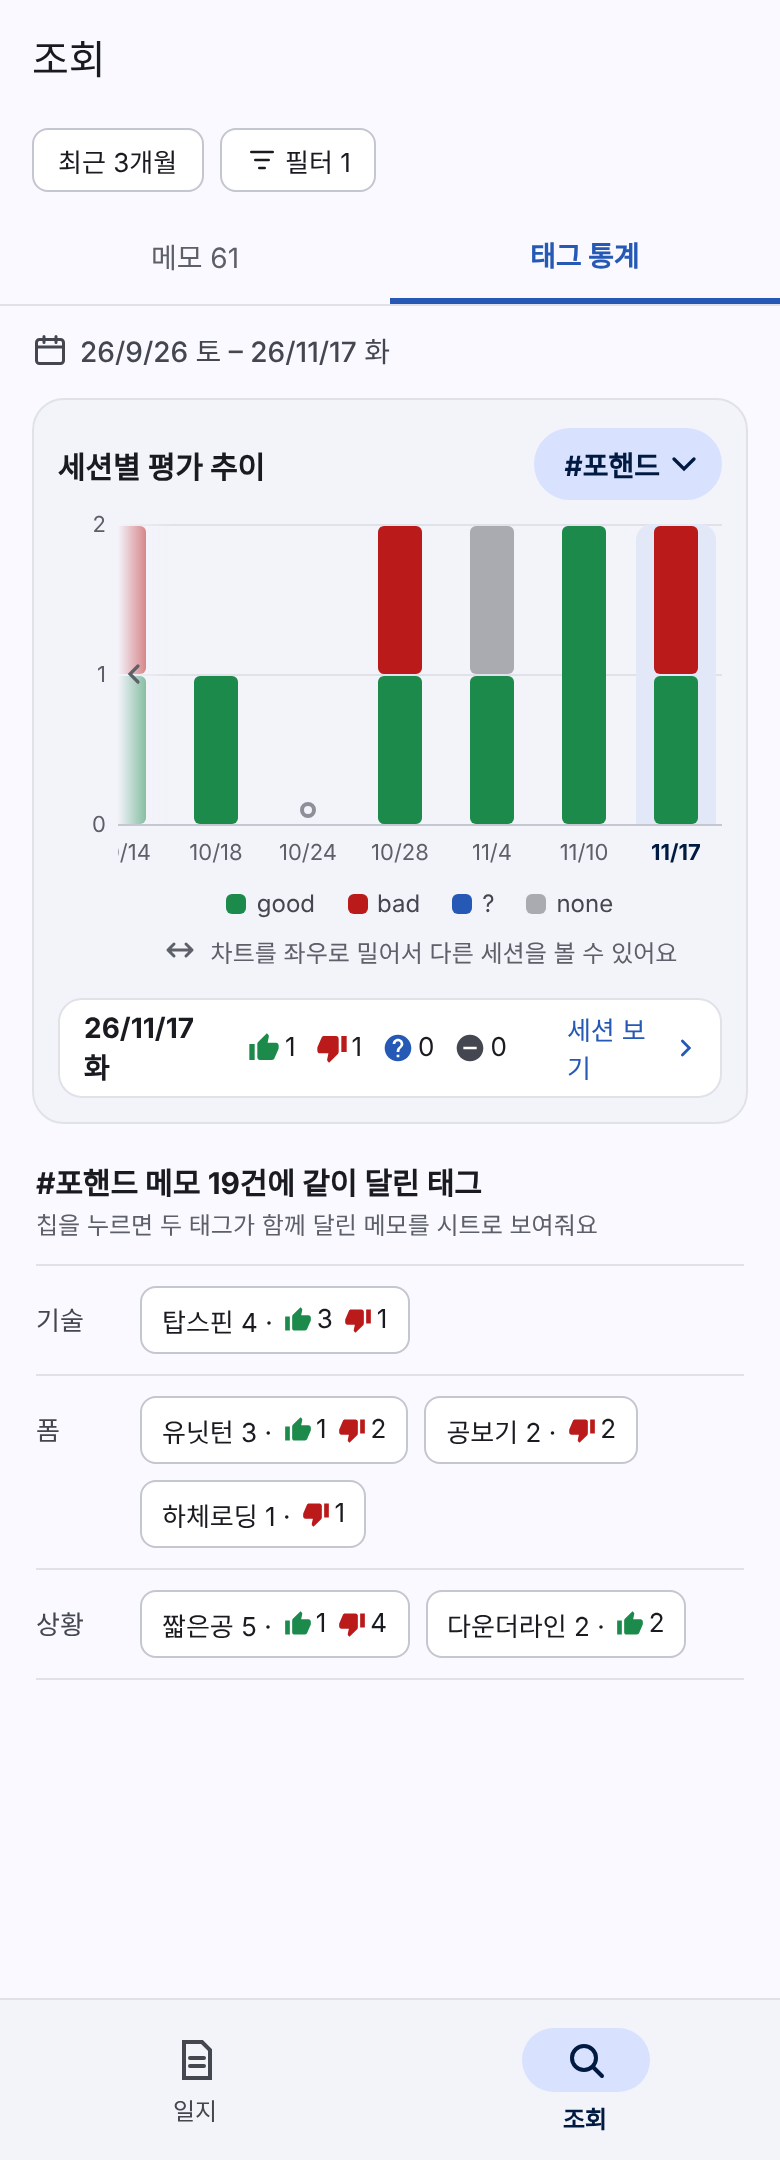 조회
최근 3개월 필터 1
메모 61 태그 통계
26/9/26 토 – 26/11/17 화
세션별 평가 추이 #포핸드
2
1
0
/14 10/18 10/24 10/28 11/4 11/10 11/17
good bad ? none
차트를 좌우로 밀어서 다른 세션을 볼 수 있어요
26/11/17
화
1 1 ? 0 0
세션 보
기
#포핸드 메모 19건에 같이 달린 태그
칩을 누르면 두 태그가 함께 달린 메모를 시트로 보여줘요
기술 탑스핀 4 · 3 1
폼 유닛턴 3 · 1 2 공보기 2 · 2
하체로딩 1 · 1
상황 짧은공 5 · 1 4 다운더라인 2 · 2
일지 조회